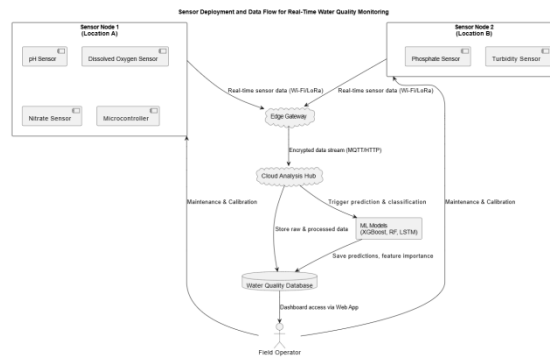 Sensor Deployment and Data Flow for Real-Time Water Quality Monitoring
Sensor Node 1
(Location A)
pH Sensor
Dissolved Oxygen Sensor
Nitrate Sensor
Microcontroller
Sensor Node 2
(Location B)
Phosphate Sensor
Turbidity Sensor
Real-time sensor data (Wi-Fi/LoRa)
Real-time sensor data (Wi-Fi/LoRa)
Edge Gateway
Encrypted data stream (MQTT/HTTP)
Cloud Analysis Hub
Maintenance & Calibration
Trigger prediction & classification
Maintenance & Calibration
Store raw & processed data
ML Models
(XGBoost, RF, LSTM)
Save predictions, feature importance
Water Quality Database
Dashboard access via Web App
Field Operator